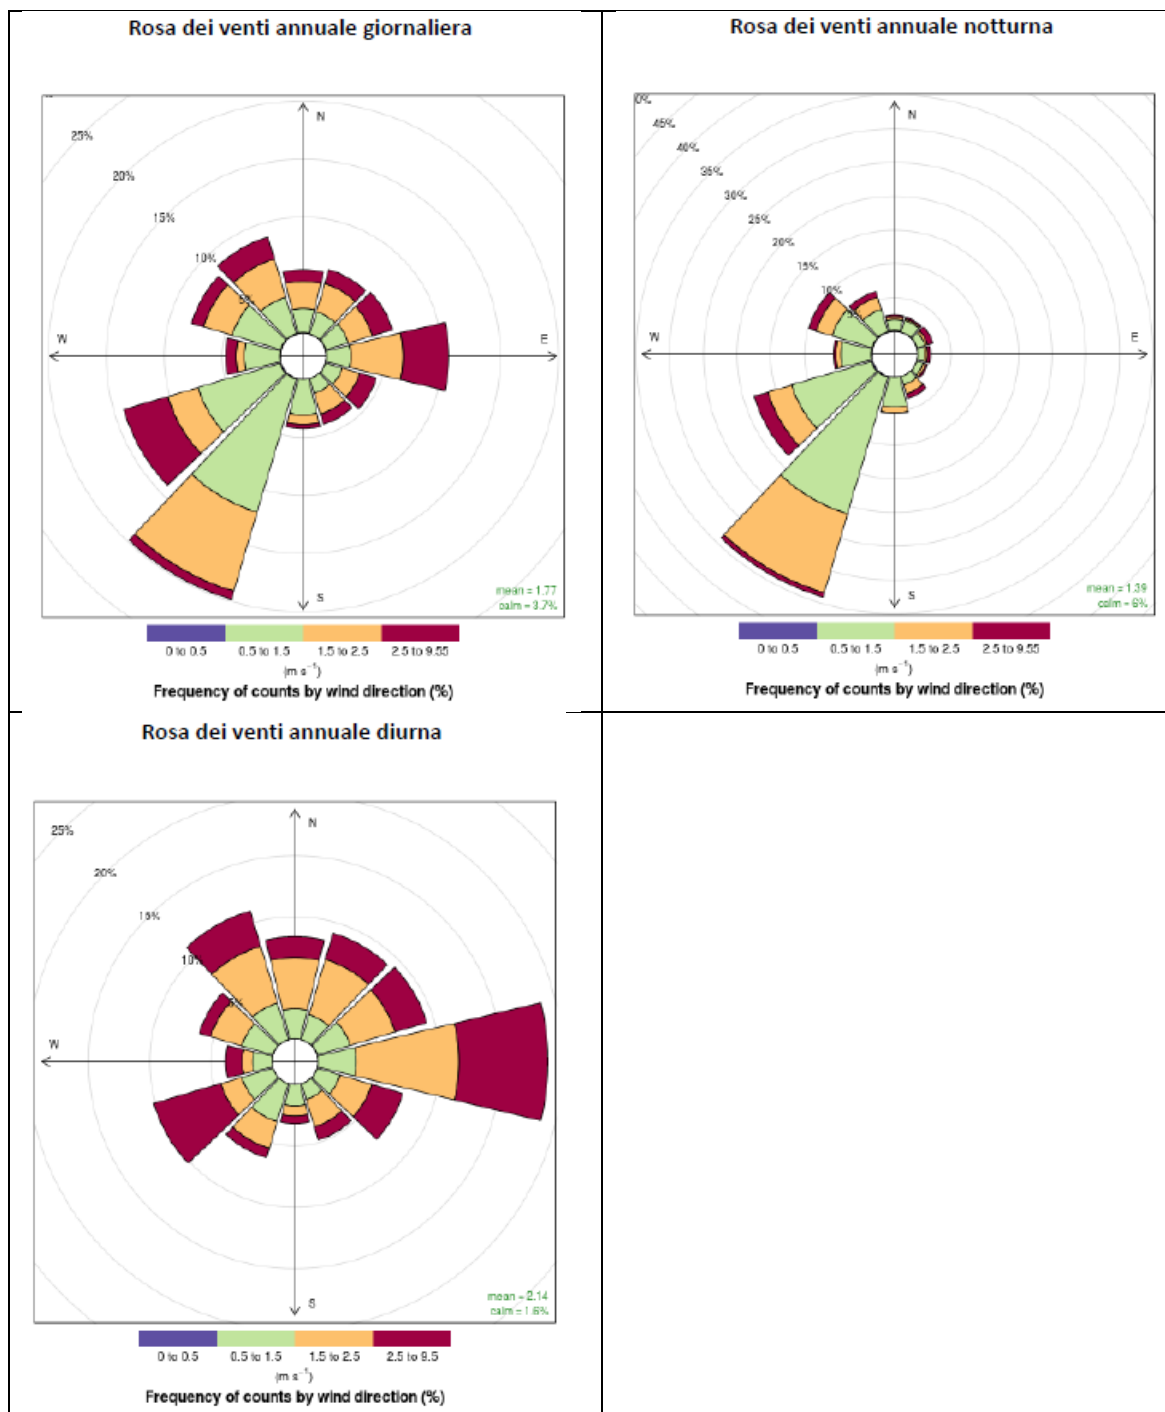 Rosa dei venti annuale giornaliera
25%
20%
15%
10%
5%
N
W
E
S
mean = 1.77
calm = 3.7%
0 to 0.5 0.5 to 1.5 1.5 to 2.5 2.5 to 9.55
(m s⁻¹)
Frequency of counts by wind direction (%)
Rosa dei venti annuale notturna
0%
45%
40%
35%
30%
25%
20%
15%
10%
N
W
E
S
mean = 1.39
calm = 6%
0 to 0.5 0.5 to 1.5 1.5 to 2.5 2.5 to 9.55
(m s⁻¹)
Frequency of counts by wind direction (%)
Rosa dei venti annuale diurna
25%
20%
15%
10%
5%
N
W
S
mean = 2.14
calm = 1.6%
0 to 0.5 0.5 to 1.5 1.5 to 2.5 2.5 to 9.5
(m s⁻¹)
Frequency of counts by wind direction (%)